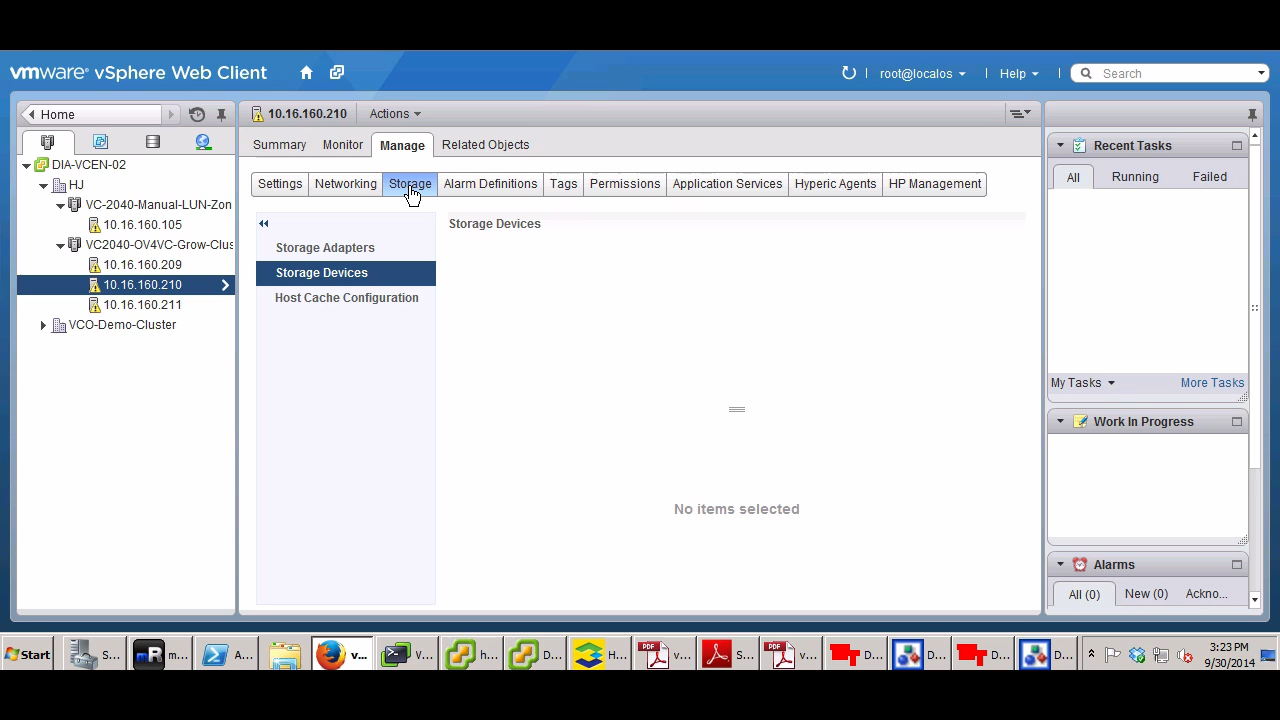 vmware® vSphere Web Client
root@localos
Help
Search
Home
10.16.160.210
Actions
Summary
Monitor
Manage
Related Objects
Settings
Networking
Storage
Alarm Definitions
Tags
Permissions
Application Services
Hyperic Agents
HP Management
DIA-VCEN-02
HJ
VC-2040-Manual-LUN-Zon
10.16.160.105
VC2040-OV4VC-Grow-Clus
10.16.160.209
10.16.160.210
10.16.160.211
VCO-Demo-Cluster
Storage Adapters
Storage Devices
Host Cache Configuration
Storage Devices
No items selected
Recent Tasks
All
Running
Failed
My Tasks
More Tasks
Work In Progress
Alarms
All (0)
New (0)
Ackno...
Start
S...
m...
A...
v...
V...
h...
D...
H...
PDF
v...
S...
PDF
v...
D...
D...
D...
D...
9/30/2014